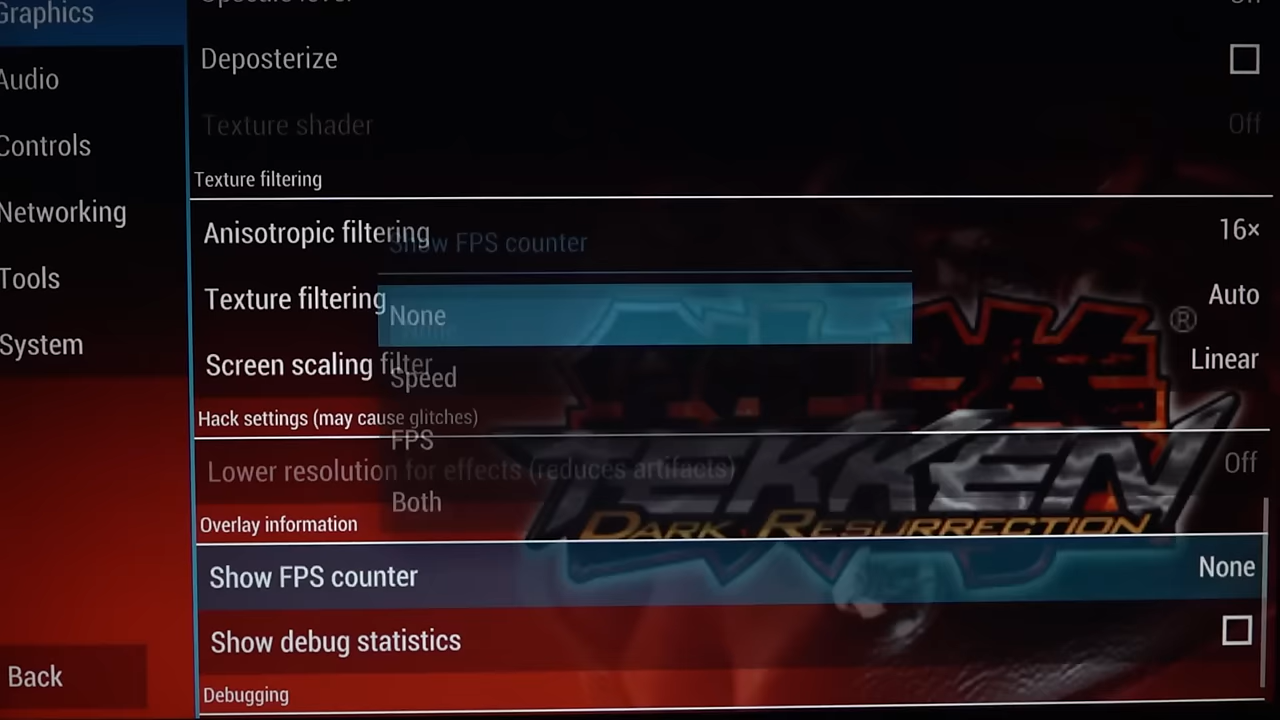 Graphics
Audio
Controls
Networking
Tools
System
Back
Off
Deposterize
Texture shader Off
Texture filtering
Anisotropic filtering 16×
Show FPS counter
Texture filtering Auto
None
Screen scaling filter Linear
Speed
Hack settings (may cause glitches)
FPS
Lower resolution for effects (reduces artifacts) Off
Both
Overlay information
Show FPS counter None
Show debug statistics
Debugging
®
TEKKEN
DARK RESURRECTION